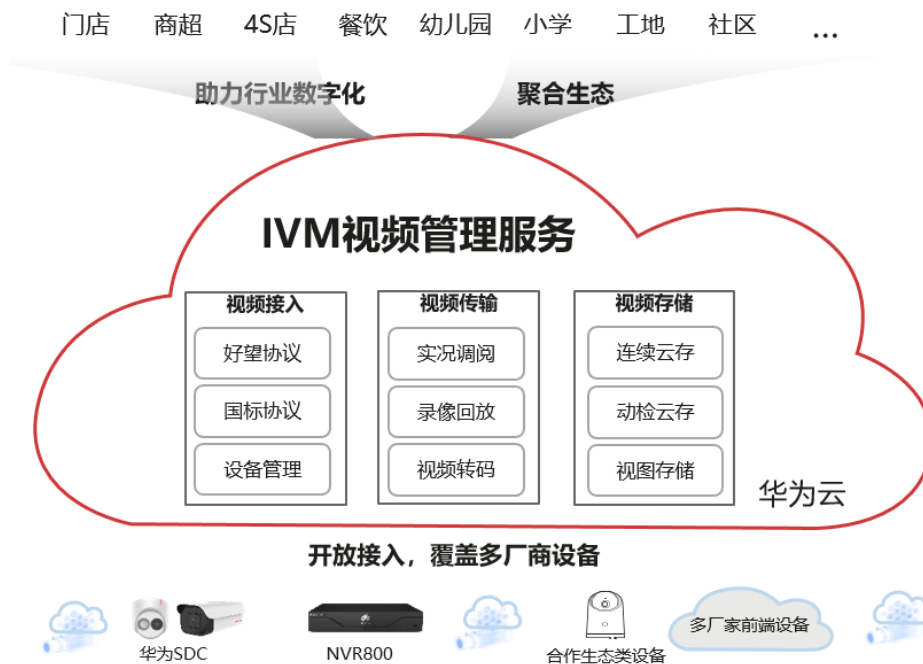 门店 商超 4S店 餐饮 幼儿园 小学 工地 社区 ...
助力行业数字化 聚合生态
IVM视频管理服务
视频接入 视频传输 视频存储
好望协议 实况调阅 连续云存
国标协议 录像回放 动检云存
设备管理 视频转码 视图存储
华为云
开放接入，覆盖多厂商设备
多厂家前端设备
华为SDC NVR800 合作生态类设备